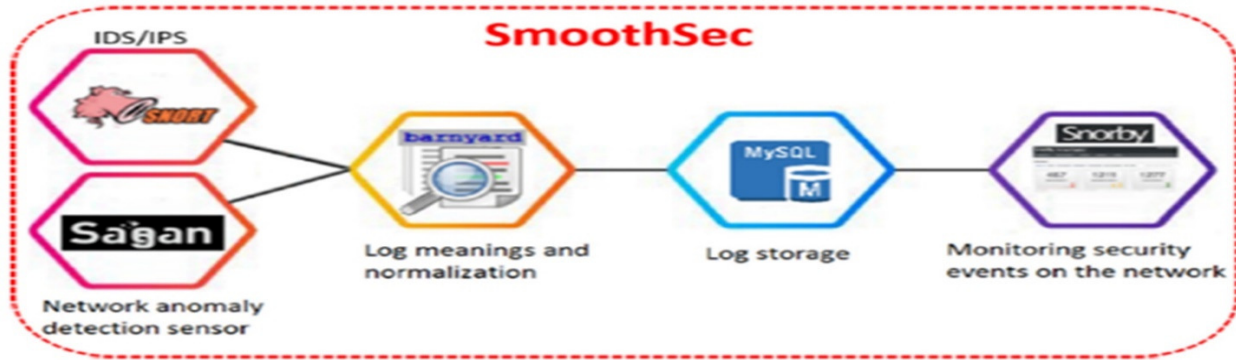 SmoothSec
IDS/IPS
SNORT
Sagan
Network anomaly
detection sensor
barnyard
Log meanings and
normalization
MySQL
M
Log storage
Snorby
Monitoring security
events on the network